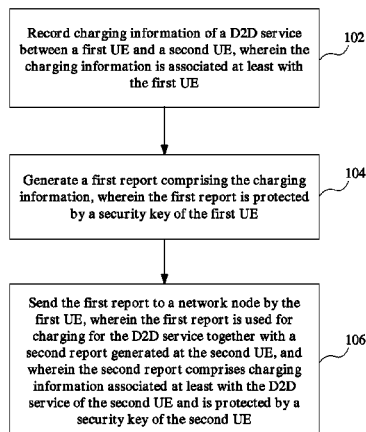 Record charging information of a D2D service
between a first UE and a second UE, wherein the
charging information is associated at least with
the first UE
102
Generate a first report comprising the charging
information, wherein the first report is protected
by a security key of the first UE
104
Send the first report to a network node by the
first UE, wherein the first report is used for
charging for the D2D service together with a
second report generated at the second UE, and
wherein the second report comprises charging
information associated at least with the D2D
service of the second UE and is protected by a
security key of the second UE
106